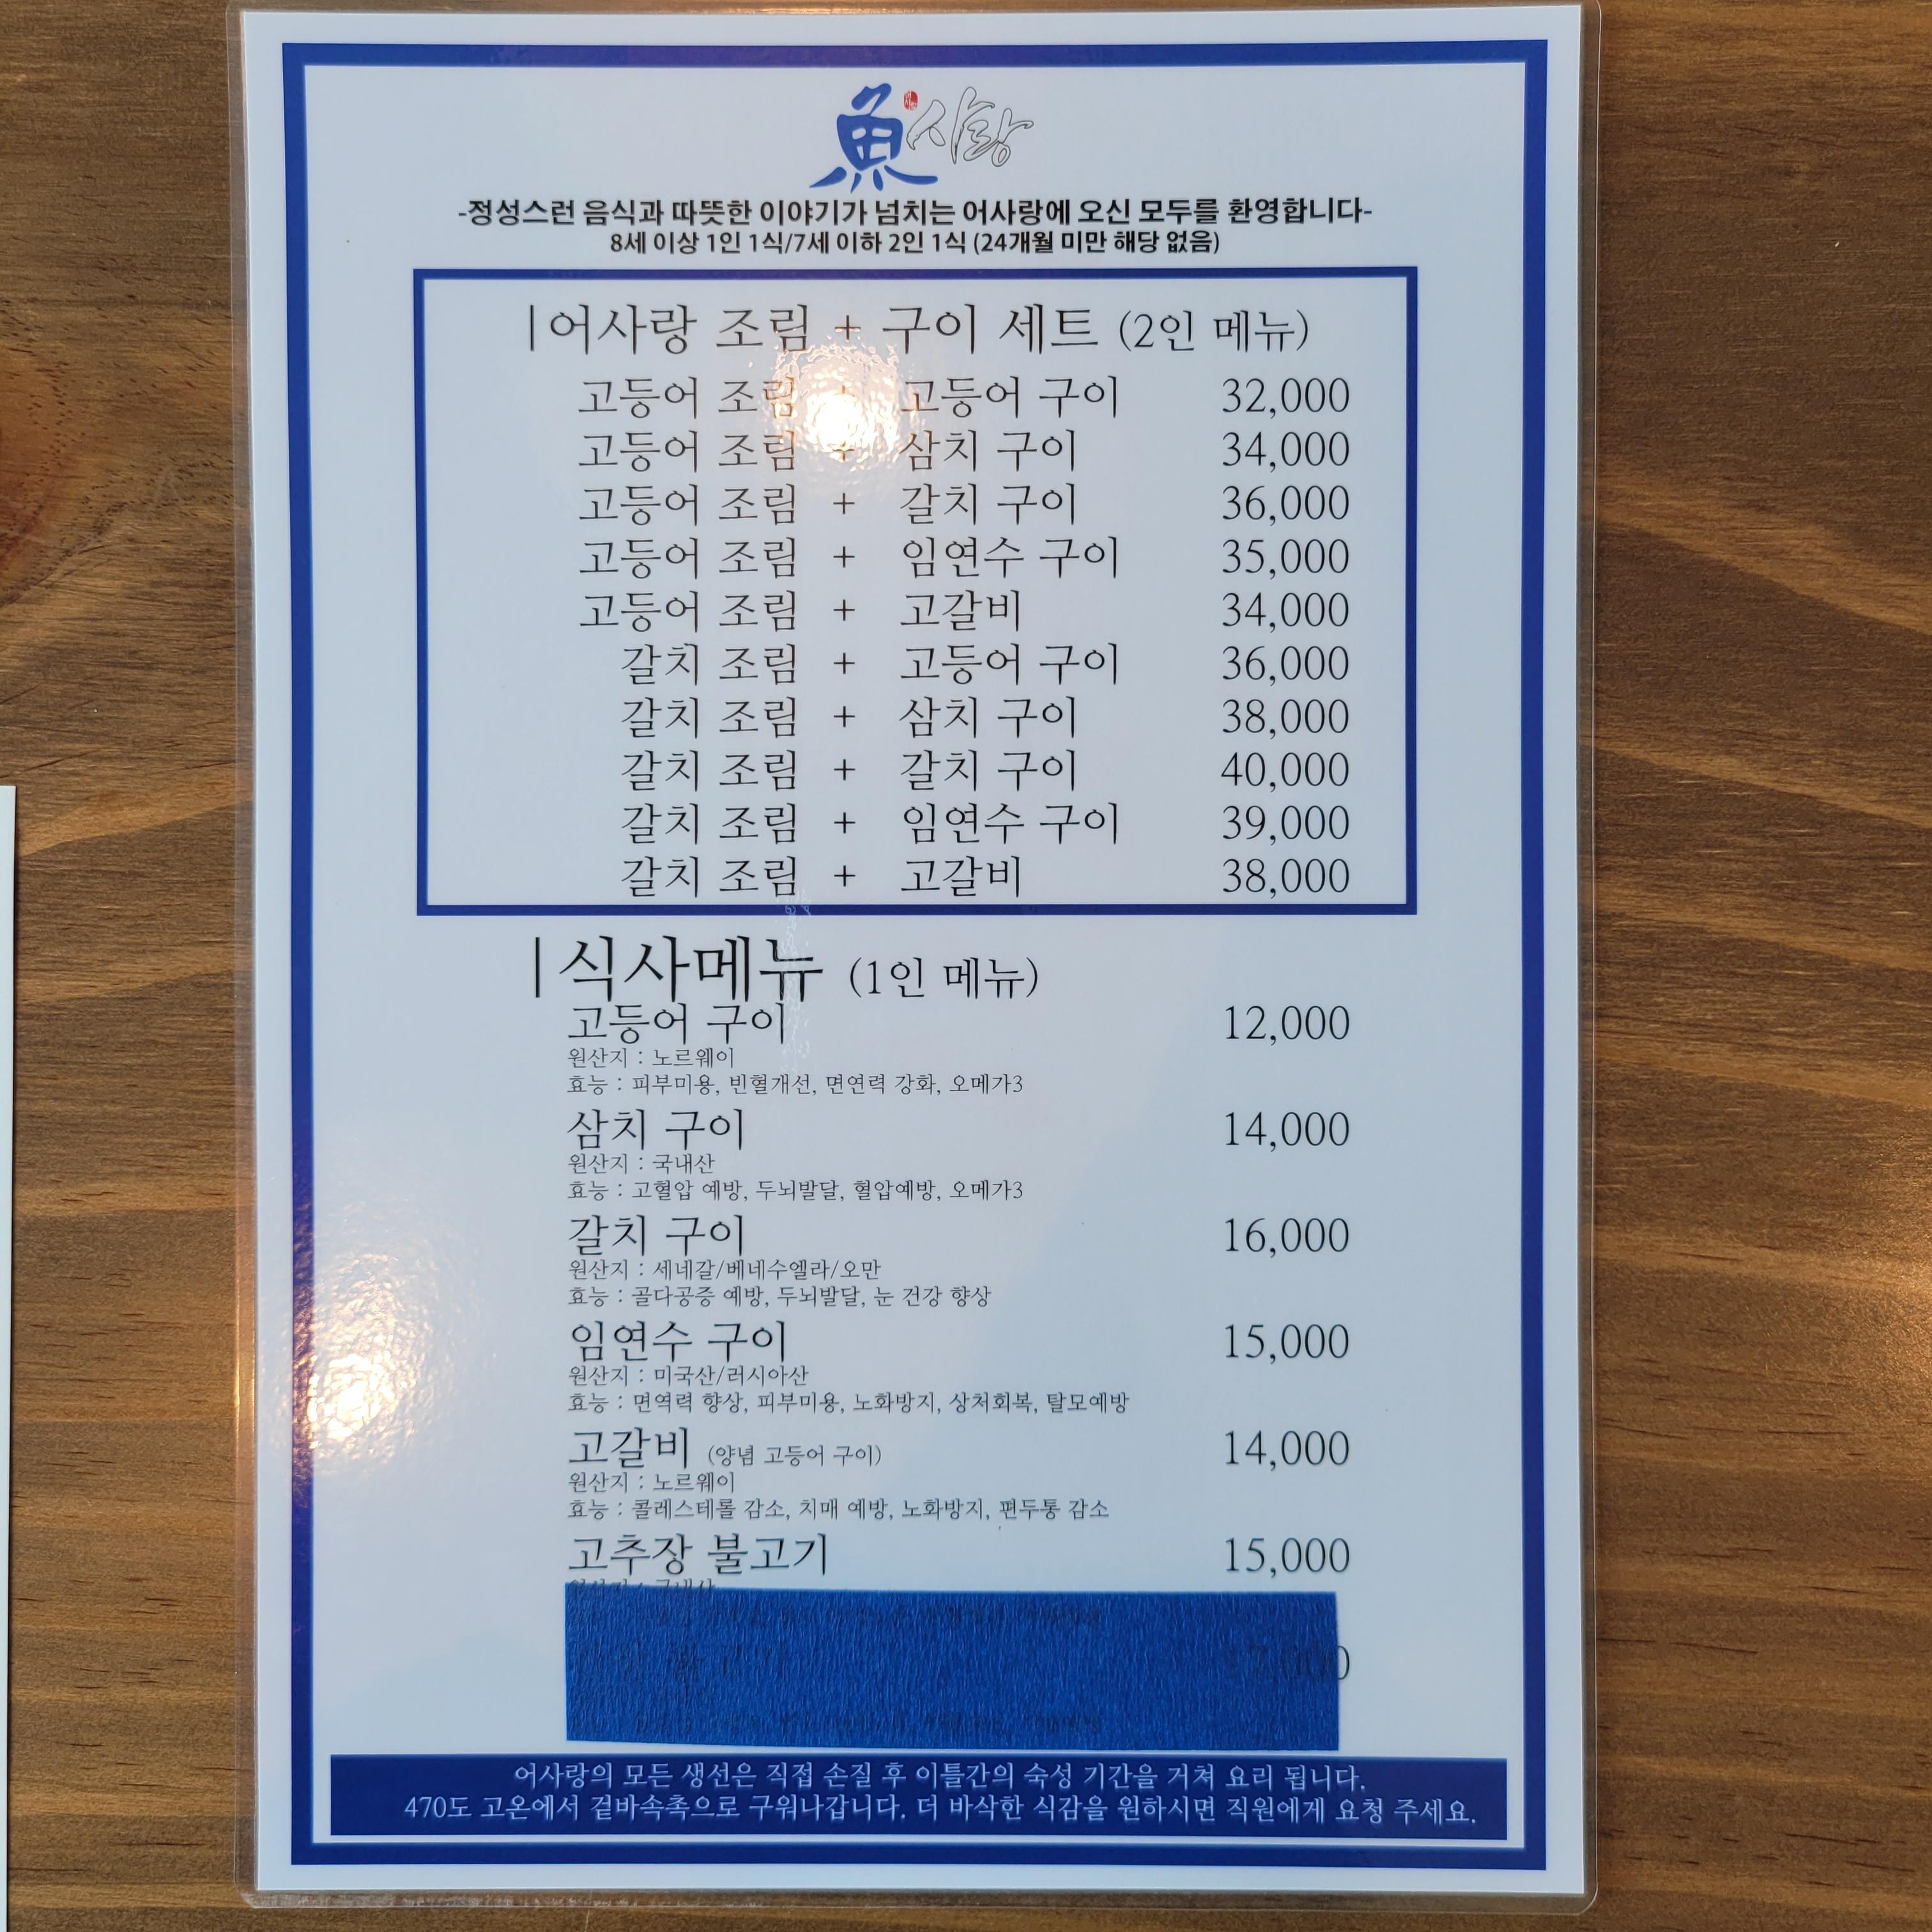 魚사랑
-정성스런 음식과 따뜻한 이야기가 넘치는 어사랑에 오신 모두를 환영합니다-
8세 이상 1인 1식/7세 이하 2인 1식 (24개월 미만 해당 없음)
어사랑 조림 + 구이 세트 (2인 메뉴)
고등어 조림 + 고등어 구이 32,000
고등어 조림 + 삼치 구이 34,000
고등어 조림 + 갈치 구이 36,000
고등어 조림 + 임연수 구이 35,000
고등어 조림 + 고갈비 34,000
갈치 조림 + 고등어 구이 36,000
갈치 조림 + 삼치 구이 38,000
갈치 조림 + 갈치 구이 40,000
갈치 조림 + 임연수 구이 39,000
갈치 조림 + 고갈비 38,000
식사메뉴 (1인 메뉴)
고등어 구이 12,000
원산지 : 노르웨이
효능 : 피부미용, 빈혈개선, 면연력 강화, 오메가3
삼치 구이 14,000
원산지 : 국내산
효능 : 고혈압 예방, 두뇌발달, 혈압예방, 오메가3
갈치 구이 16,000
원산지 : 세네갈/베네수엘라/오만
효능 : 골다공증 예방, 두뇌발달, 눈 건강 향상
임연수 구이 15,000
원산지 : 미국산/러시아산
효능 : 면역력 향상, 피부미용, 노화방지, 상처회복, 탈모예방
고갈비 (양념 고등어 구이) 14,000
원산지 : 노르웨이
효능 : 콜레스테롤 감소, 치매 예방, 노화방지, 편두통 감소
고추장 불고기 15,000
어사랑의 모든 생선은 직접 손질 후 이틀간의 숙성 기간을 거쳐 요리 됩니다.
470도 고온에서 겉바속촉으로 구워나갑니다. 더 바삭한 식감을 원하시면 직원에게 요청 주세요.